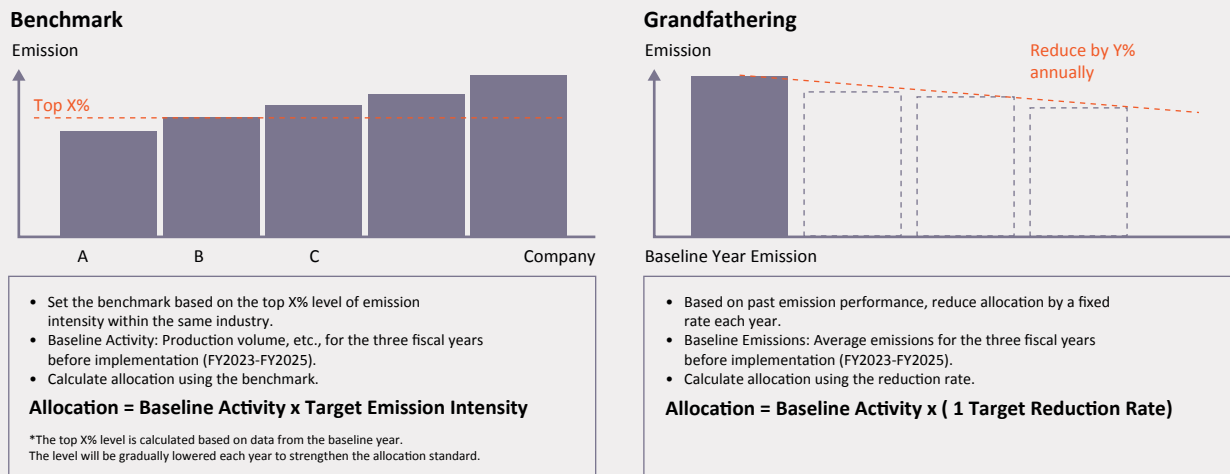 Benchmark
Emission
Top X%
A
B
C
Company
• Set the benchmark based on the top X% level of emission
intensity within the same industry.
• Baseline Activity: Production volume, etc., for the three fiscal years
before implementation (FY2023-FY2025).
• Calculate allocation using the benchmark.
Allocation = Baseline Activity x Target Emission Intensity
*The top X% level is calculated based on data from the baseline year.
The level will be gradually lowered each year to strengthen the allocation standard.
Grandfathering
Emission
Reduce by Y%
annually
Baseline Year Emission
• Based on past emission performance, reduce allocation by a fixed
rate each year.
• Baseline Emissions: Average emissions for the three fiscal years
before implementation (FY2023-FY2025).
• Calculate allocation using the reduction rate.
Allocation = Baseline Activity x ( 1 Target Reduction Rate)